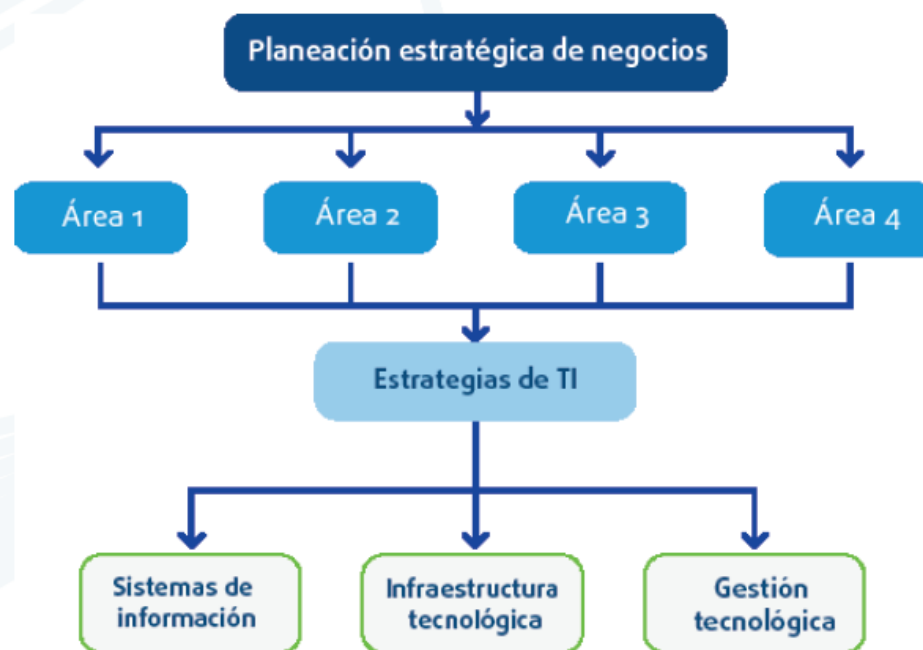 Planeación estratégica de negocios
Área 1
Área 2
Área 3
Área 4
Estrategias de TI
Sistemas de
información
Infraestructura
tecnológica
Gestión
tecnológica